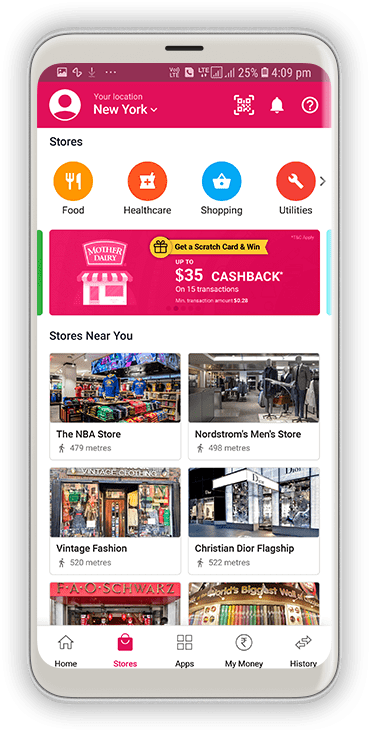 Vo)) LTE LTE 25% 4:09 pm
Your location
New York
Stores
Food Healthcare Shopping Utilities
MOTHER DAIRY
Get a Scratch Card & Win
*T&C Apply
UP TO
$35 CASHBACK*
On 15 transactions
Min. transaction amount $0.28
Stores Near You
The NBA Store
479 metres
Nordstrom's Men's Store
498 metres
VINTAGE CLOTHING
Dior
Dior
Vintage Fashion
520 metres
Christian Dior Flagship
522 metres
F·A·O SCHWARZ
World's Biggest Wall of
Home Stores Apps My Money History